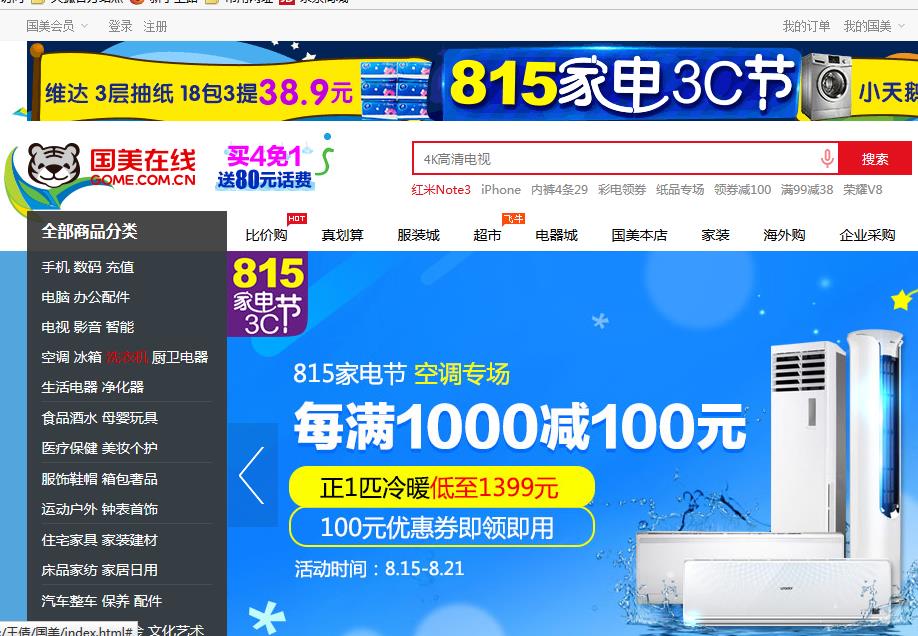 国美会员 登录 注册 我的订单 我的国美
维达 3层抽纸 18包3提38.9元 815家电3C节 小天鹅
国美在线
GOME.COM.CN
买4免1
送80元话费
4K高清电视 搜索
红米Note3 iPhone 内裤4条29 彩电领券 纸品专场 领券减100 满99减38 荣耀V8
全部商品分类
HOT 飞牛
比价购 真划算 服装城 超市 电器城 国美本店 家装 海外购 企业采购
手机 数码 充值
电脑 办公配件
电视 影音 智能
空调 冰箱 洗衣机 厨卫电器
生活电器 净化器
食品酒水 母婴玩具
医疗保健 美妆个护
服饰鞋帽 箱包奢品
运动户外 钟表首饰
住宅家具 家装建材
床品家纺 家居日用
汽车整车 保养 配件
文化艺术
815
家电节
3C!
815家电节 空调专场
每满1000减100元
正1匹冷暖低至1399元
100元优惠券即领即用
活动时间：8.15-8.21
/国美/index.html#